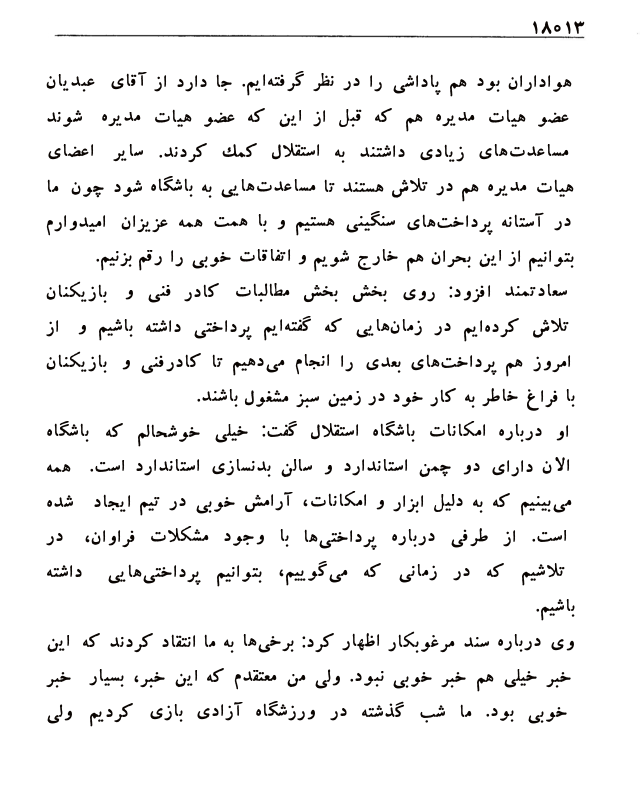 ۱۸۰۱۳
هواداران بود هم پاداشی را در نظر گرفته‌ایم. جا دارد از آقای عبدیان
عضو هیات مدیره هم که قبل از این که عضو هیات مدیره شوند
مساعدت‌های زیادی داشتند به استقلال کمك کردند. سایر اعضای
هیات مدیره هم در تلاش هستند تا مساعدت‌هایی به باشگاه شود چون ما
در آستانه پرداخت‌های سنگینی هستیم و با همت همه عزیزان امیدوارم
بتوانیم از این بحران هم خارج شویم و اتفاقات خوبی را رقم بزنیم.
سعادتمند افزود: روی بخش بخش مطالبات کادر فنی و بازیکنان
تلاش کرده‌ایم در زمان‌هایی که گفته‌ایم پرداختی داشته باشیم و از
امروز هم پرداخت‌های بعدی را انجام می‌دهیم تا کادرفنی و بازیکنان
با فراغ خاطر به کار خود در زمین سبز مشغول باشند.
او درباره امکانات باشگاه استقلال گفت: خیلی خوشحالم که باشگاه
الان دارای دو چمن استاندارد و سالن بدنسازی استاندارد است. همه
می‌بینیم که به دلیل ابزار و امکانات، آرامش خوبی در تیم ایجاد شده
است. از طرفی درباره پرداختی‌ها با وجود مشکلات فراوان، در
تلاشیم که در زمانی که می‌گوییم، بتوانیم پرداختی‌هایی داشته
باشیم.
وی درباره سند مرغوبکار اظهار کرد: برخی‌ها به ما انتقاد کردند که این
خبر خیلی هم خبر خوبی نبود. ولی من معتقدم که این خبر، بسیار خبر
خوبی بود. ما شب گذشته در ورزشگاه آزادی بازی کردیم ولی